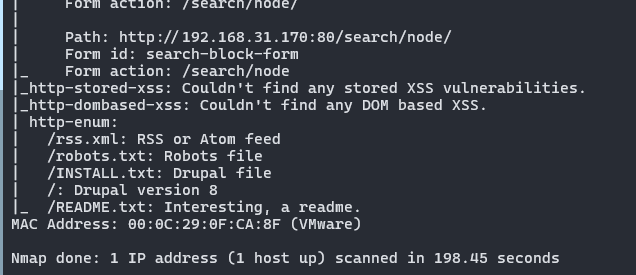 |     Form action: /search/node/
|
|     Path: http://192.168.31.170:80/search/node/
|     Form id: search-block-form
|_    Form action: /search/node
|_http-stored-xss: Couldn't find any stored XSS vulnerabilities.
|_http-dombased-xss: Couldn't find any DOM based XSS.
| http-enum:
|   /rss.xml: RSS or Atom feed
|   /robots.txt: Robots file
|   /INSTALL.txt: Drupal file
|   /: Drupal version 8
|_  /README.txt: Interesting, a readme.
MAC Address: 00:0C:29:0F:CA:8F (VMware)
Nmap done: 1 IP address (1 host up) scanned in 198.45 seconds